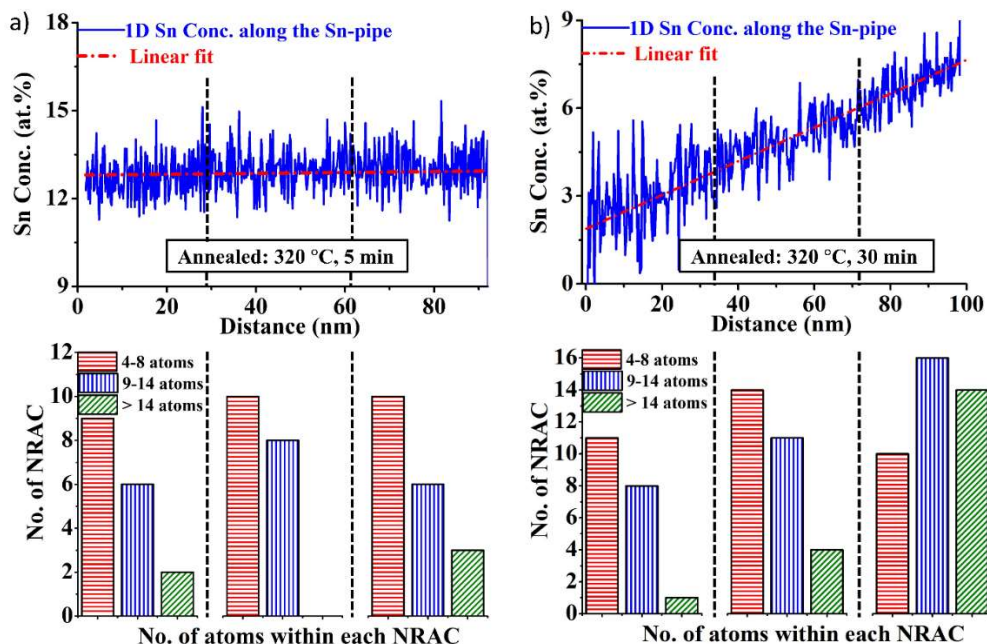 a)
1D Sn Conc. along the Sn-pipe
Linear fit
Sn Conc. (at.%)
18
15
12
9
Annealed: 320 °C, 5 min
0
20
40
60
80
Distance (nm)
b)
1D Sn Conc. along the Sn-pipe
Linear fit
Sn Conc. (at.%)
9
6
3
0
Annealed: 320 °C, 30 min
0
20
40
60
80
100
Distance (nm)
No. of NRAC
12
10
8
6
4
2
0
4-8 atoms
9-14 atoms
> 14 atoms
No. of atoms within each NRAC
No. of NRAC
16
14
12
10
8
6
4
2
0
4-8 atoms
9-14 atoms
> 14 atoms
No. of atoms within each NRAC